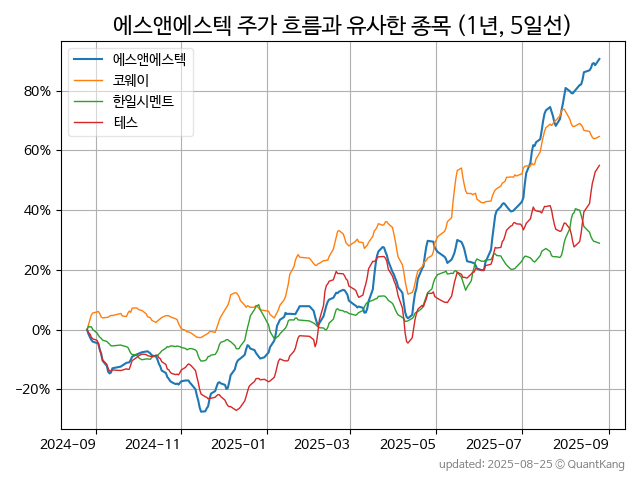 에스앤에스텍 주가 흐름과 유사한 종목 (1년, 5일선)
에스앤에스텍
코웨이
한일시멘트
테스
80%
60%
40%
20%
0%
−20%
2024-09 2024-11 2025-01 2025-03 2025-05 2025-07 2025-09
updated: 2025-08-25 © QuantKang